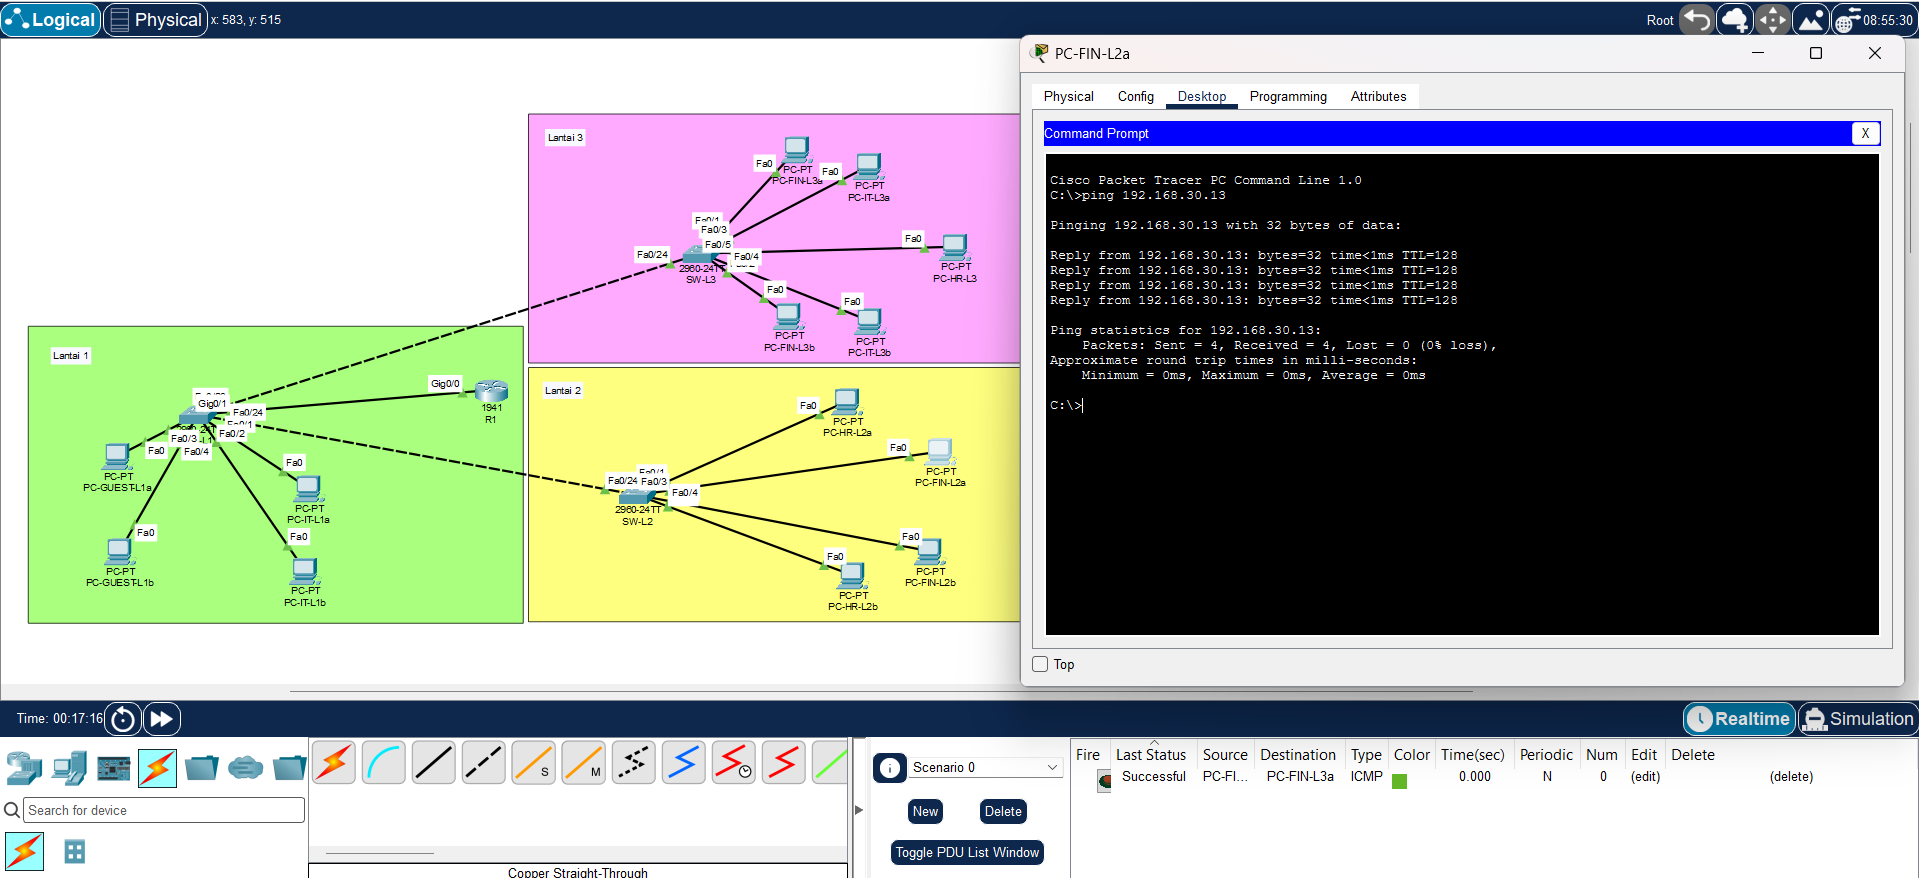 Logical
Physical
x: 583, y: 515
Root
08:55:30
PC-FIN-L2a
Physical
Config
Desktop
Programming
Attributes
Command Prompt
X
Cisco Packet Tracer PC Command Line 1.0
C:\>ping 192.168.30.13
Pinging 192.168.30.13 with 32 bytes of data:
Reply from 192.168.30.13: bytes=32 time<1ms TTL=128
Reply from 192.168.30.13: bytes=32 time<1ms TTL=128
Reply from 192.168.30.13: bytes=32 time<1ms TTL=128
Reply from 192.168.30.13: bytes=32 time<1ms TTL=128
Ping statistics for 192.168.30.13:
Packets: Sent = 4, Received = 4, Lost = 0 (0% loss),
Approximate round trip times in milli-seconds:
Minimum = 0ms, Maximum = 0ms, Average = 0ms
C:\>
Top
Lantai 3
Fa0
PC-PT
PC-FIN-L3a
Fa0
PC-PT
PC-IT-L3a
Fa0/1
Fa0/3
Fa0/5
Fa0/4
Fa0/24
2960-24TT
SW-L3
Fa0
PC-PT
PC-HR-L3
Fa0
PC-PT
PC-FIN-L3b
Fa0
PC-PT
PC-IT-L3b
Lantai 1
Gig0/0
1941
R1
Gig0/1
Fa0/24
Fa0/1
Fa0/2
Fa0/3
Fa0/4
Fa0
PC-PT
PC-GUEST-L1a
Fa0
PC-PT
PC-IT-L1a
Fa0
PC-PT
PC-GUEST-L1b
Fa0
PC-PT
PC-IT-L1b
Lantai 2
Fa0
PC-PT
PC-HR-L2a
Fa0
PC-PT
PC-FIN-L2a
Fa0/1
Fa0/24
Fa0/3
Fa0/4
2960-24TT
SW-L2
Fa0
PC-PT
PC-FIN-L2b
Fa0
PC-PT
PC-HR-L2b
Time: 00:17:16
Realtime
Simulation
Search for device
S
M
Copper Straight-Through
Scenario 0
New
Delete
Toggle PDU List Window
Fire Last Status Source Destination Type Color Time(sec) Periodic Num Edit Delete
Successful PC-FI... PC-FIN-L3a ICMP 0.000 N 0 (edit) (delete)